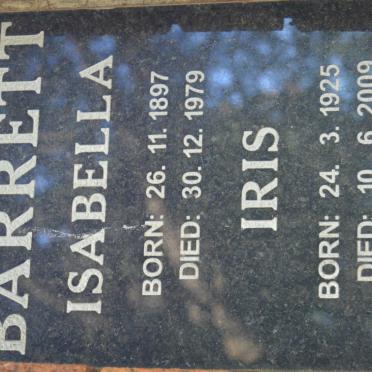 BARRETT
ISABELLA
BORN: 26. 11. 1897
DIED: 30. 12. 1979
IRIS
BORN: 24. 3. 1925
DIED: 10 6 2009